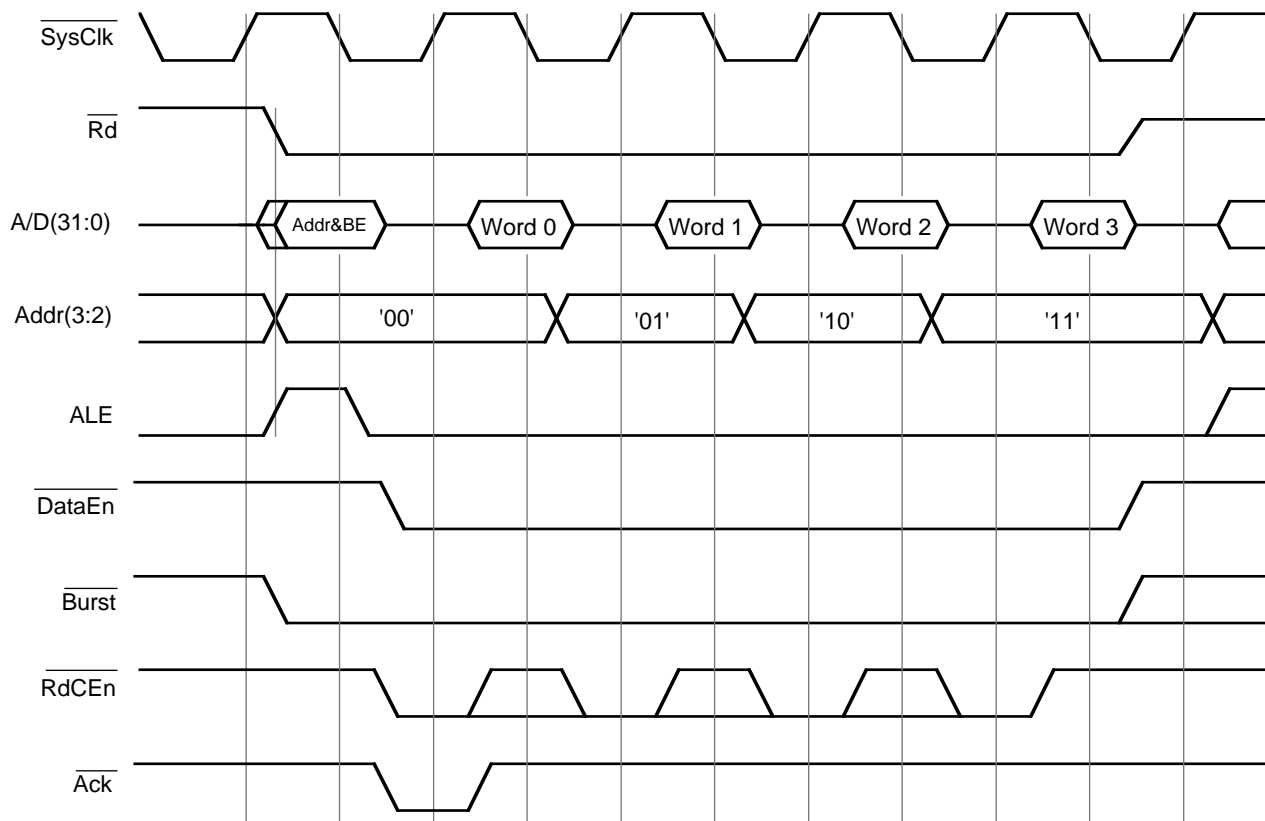 SysClk
Rd
A/D(31:0)
Addr&BE
Word 0
Word 1
Word 2
Word 3
Addr(3:2)
'00'
'01'
'10'
'11'
ALE
DataEn
Burst
RdCEn
Ack